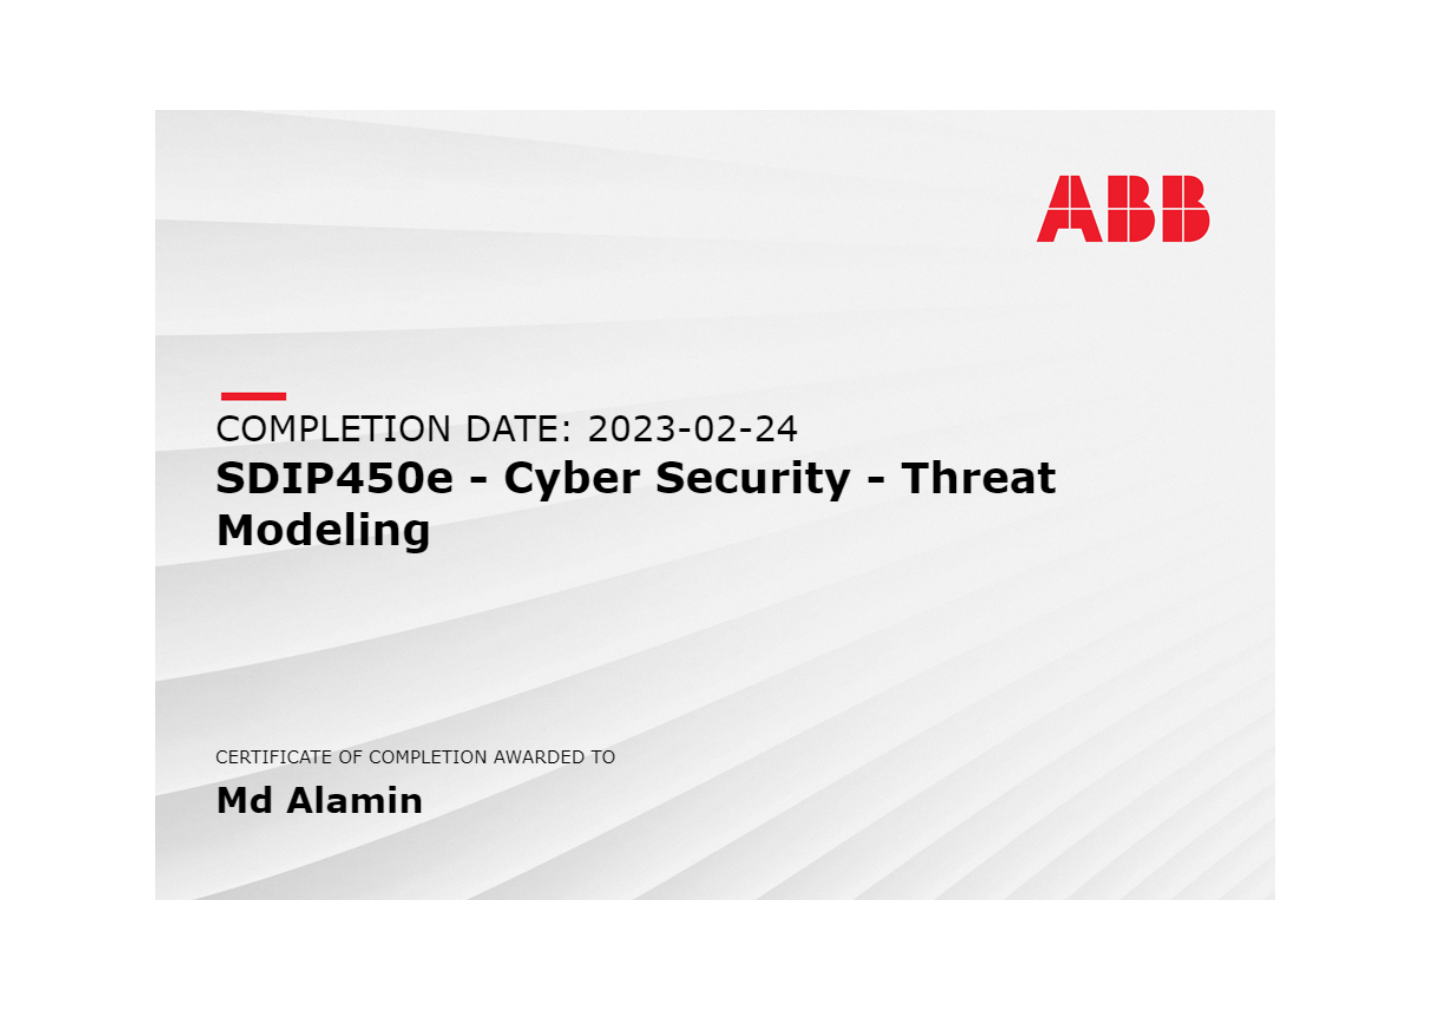 ABB
COMPLETION DATE: 2023-02-24
SDIP450e - Cyber Security - Threat
Modeling
CERTIFICATE OF COMPLETION AWARDED TO
Md Alamin